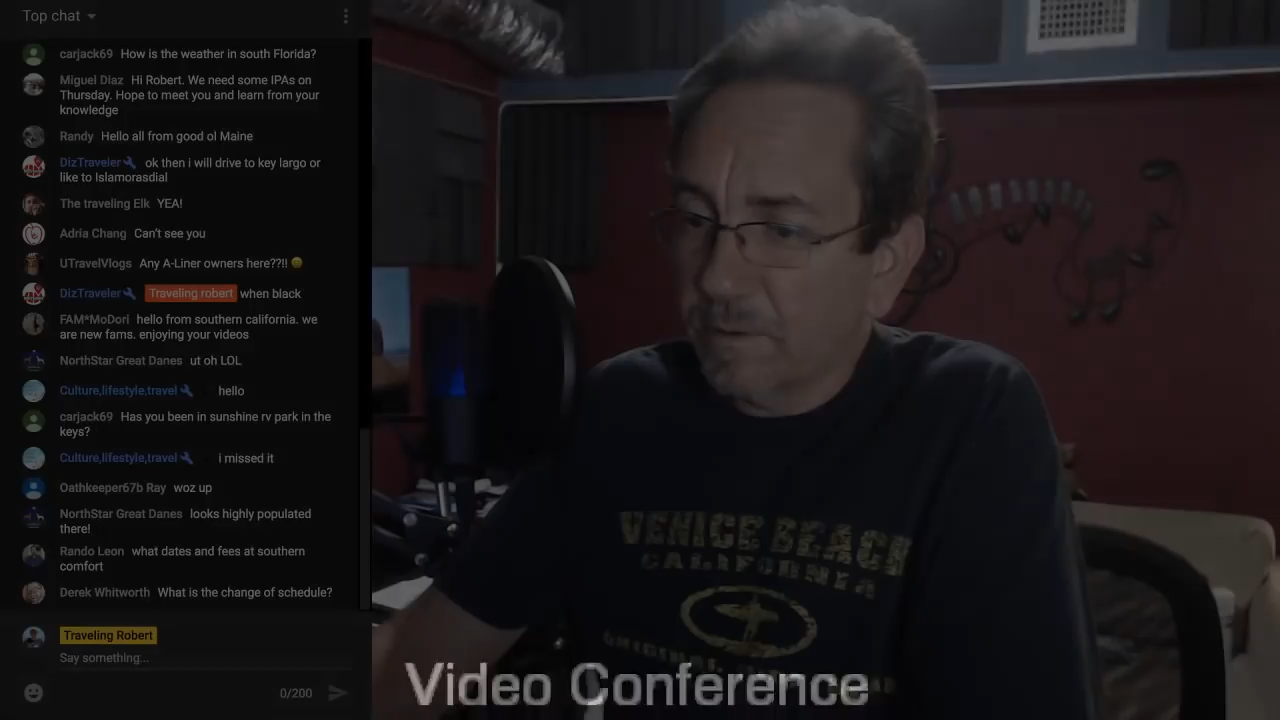 Top chat
carjack69 How is the weather in south Florida?
Miguel Diaz Hi Robert. We need some IPAs on
Thursday. Hope to meet you and learn from your
knowledge
Randy Hello all from good ol Maine
DizTraveler ok then i will drive to key largo or
like to Islamorasdial
The traveling Elk YEA!
Adria Chang Can't see you
UTravelVlogs Any A-Liner owners here??!!
DizTraveler Traveling robert when black
FAM*MoDori hello from southern california. we
are new fams. enjoying your videos
NorthStar Great Danes ut oh LOL
Culture,lifestyle,travel hello
carjack69 Has you been in sunshine rv park in the
keys?
Culture,lifestyle,travel i missed it
Oathkeeper67b Ray woz up
NorthStar Great Danes looks highly populated
there!
Rando Leon what dates and fees at southern
comfort
Derek Whitworth What is the change of schedule?
Traveling Robert
Say something...
0/200
VENICE BEACH
CALIFORNIA
ORIGINAL
Video Conference